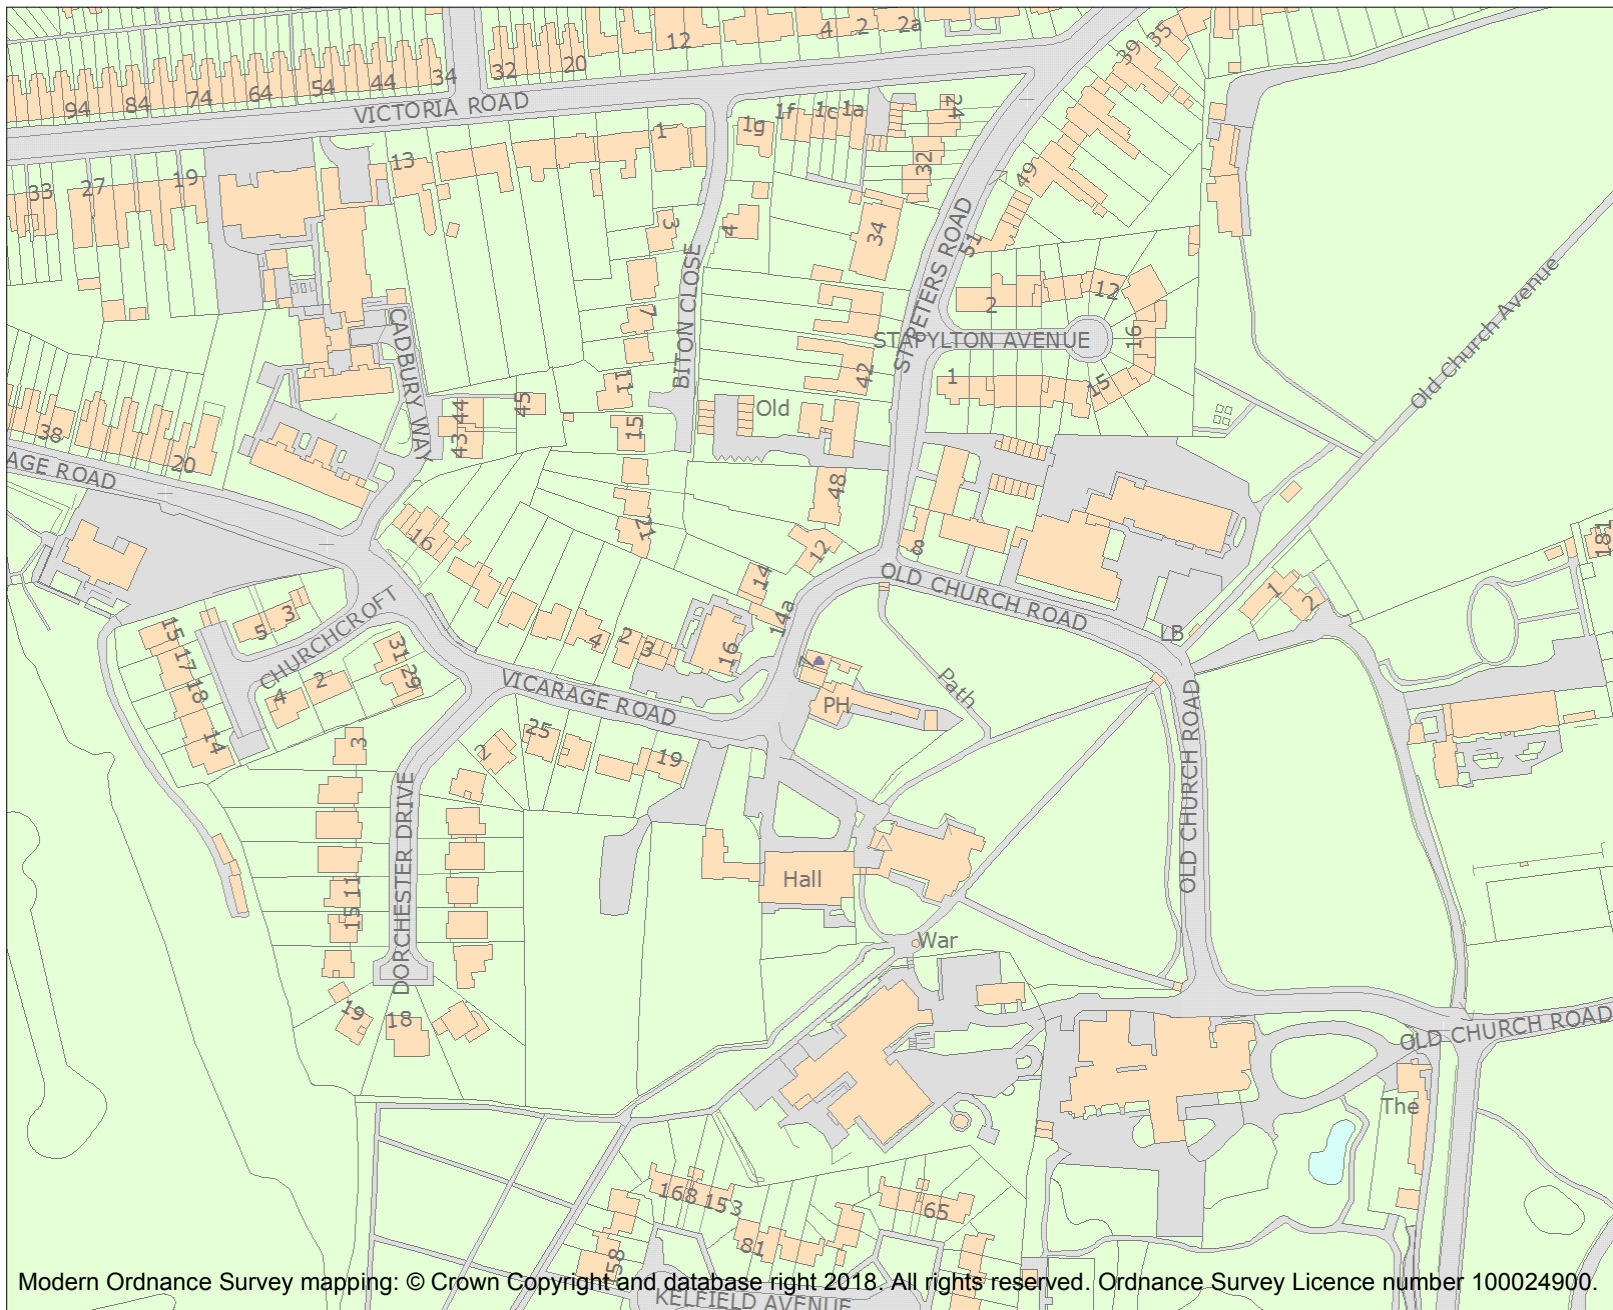 12
4
2
2a
39
35
94
84
74
64
54
44
34
32
20
VICTORIA ROAD
1g
1f
1c
1a
24
1
13
33
27
19
32
49
3
4
34
51
ST PETERS ROAD
BITON CLOSE
7
2
12
16
STAPYLTON AVENUE
1
15
42
Old Church Avenue
CADBURY WAY
11
44
43
45
15
Old
38
20
AGE ROAD
48
21
16
12
8
14
14a
OLD CHURCH ROAD
LB
1
2
181
CHURCHCROFT
5
3
15
17
18
14
4
2
31
29
4
2
3
16
7
PH
Path
VICARAGE ROAD
25
2
19
3
DORCHESTER DRIVE
11
15
19
18
Hall
War
OLD CHURCH ROAD
OLD CHURCH ROAD
The
168
153
65
81
158
KELFIELD AVENUE
Modern Ordnance Survey mapping: © Crown Copyright and database right 2018. All rights reserved. Ordnance Survey Licence number 100024900.